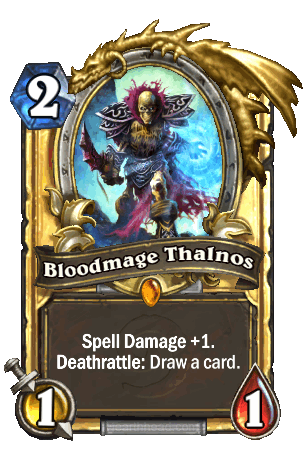 2
Bloodmage Thalnos
Spell Damage +1.
Deathrattle: Draw a card.
1
1